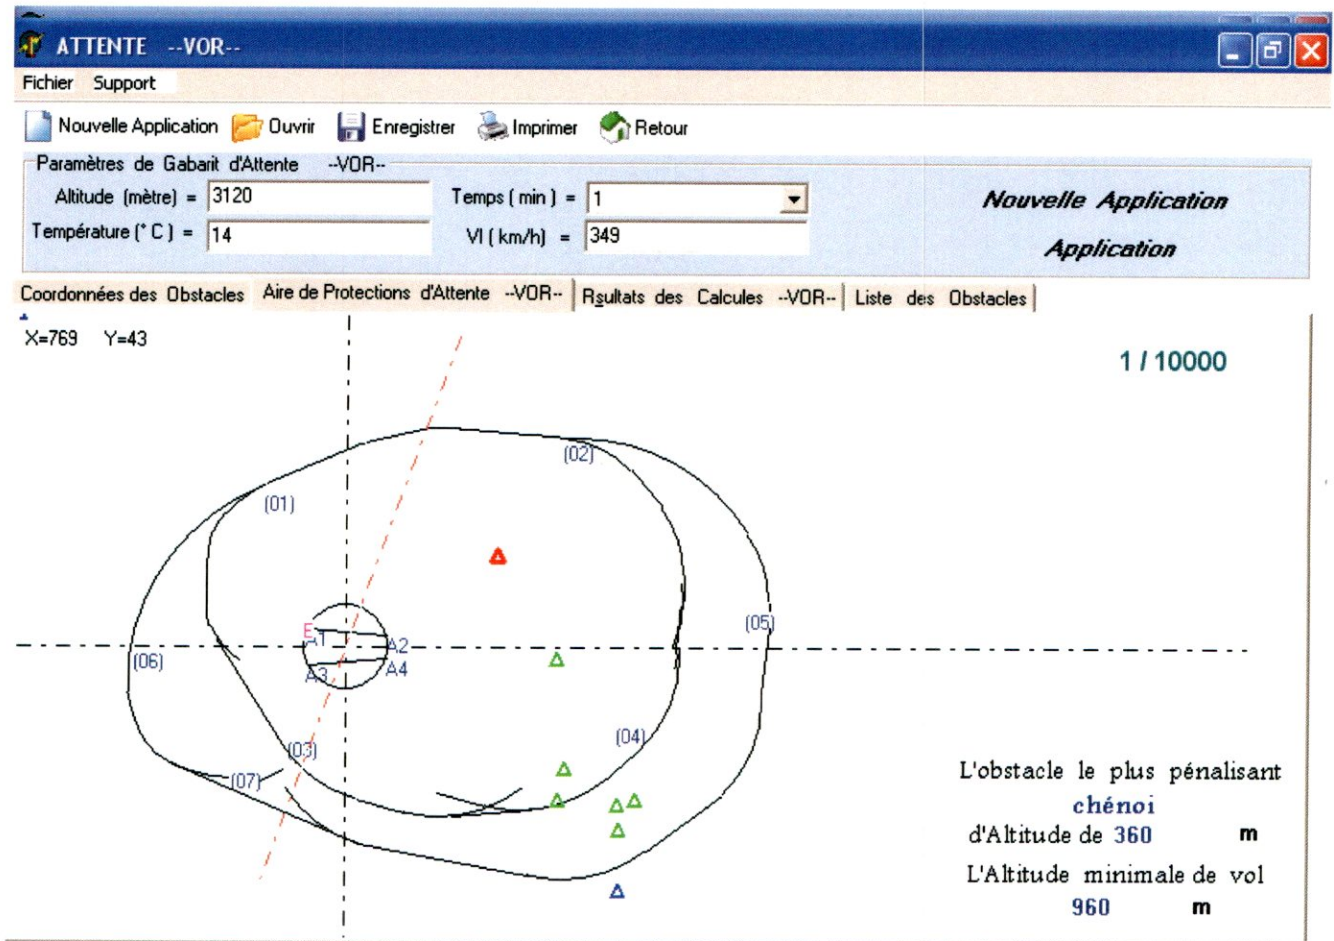 ATTENTE --VOR--
Fichier Support
Nouvelle Application Ouvrir Enregistrer Imprimer Retour
Paramètres de Gabarit d'Attente --VOR--
Altitude (mètre) = 3120 Temps ( min ) = 1
Nouvelle Application
Température (° C ) = 14 VI ( km/h) = 349
Application
Coordonnées des Obstacles Aire de Protections d'Attente --VOR-- Rsultats des Calcules --VOR-- Liste des Obstacles
X=769 Y=43
1 / 10000
(02)
(01)
(05)
E
A1 A2
(06)
A3 A4
(04)
(03)
(07)
L'obstacle le plus pénalisant
chénoi
d'Altitude de 360 m
L'Altitude minimale de vol
960 m